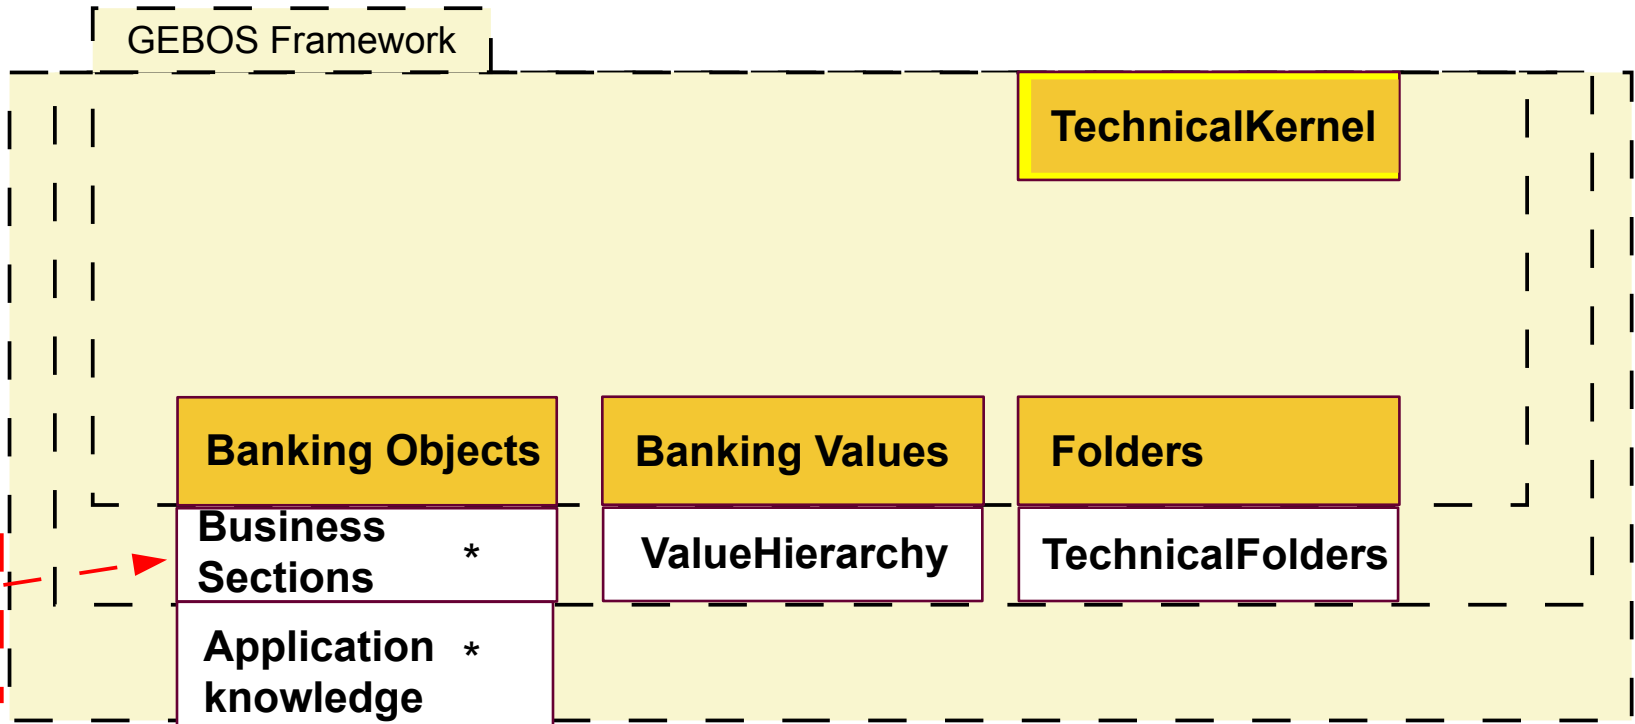 GEBOS Framework
TechnicalKernel
Banking Objects
Banking Values
Folders
Business
Sections *
ValueHierarchy
TechnicalFolders
Application *
knowledge